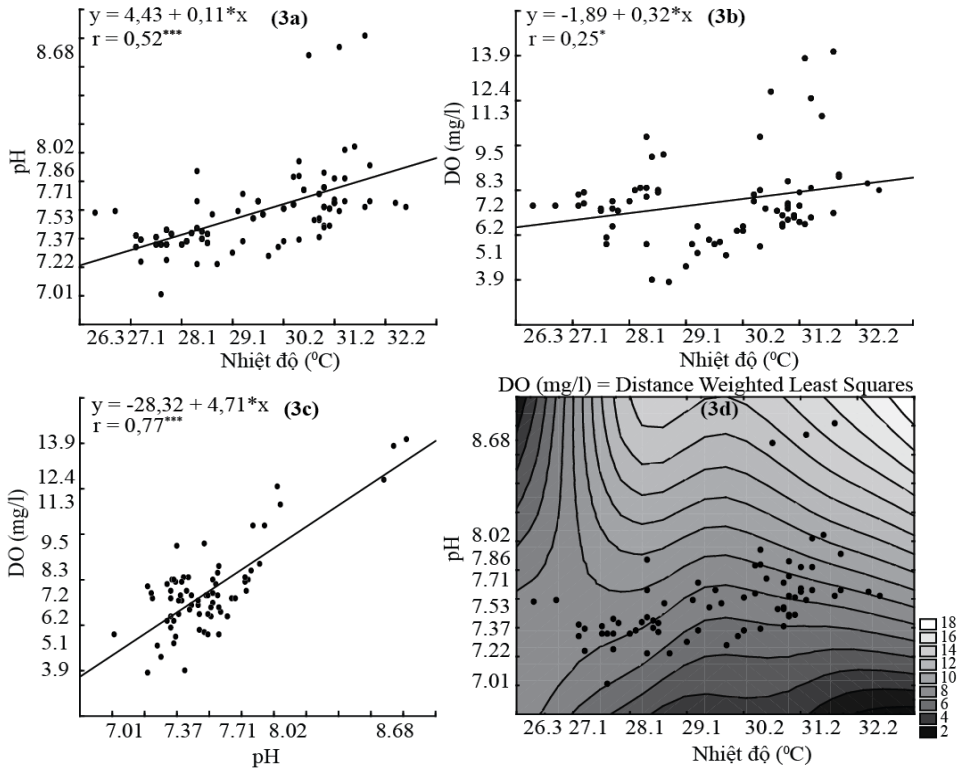 y = 4,43 + 0,11*x (3a)
r = 0,52***
8.68
8.02
7.86
7.71
7.53
7.37
7.22
7.01
pH
26.3 27.1 28.1 29.1 30.2 31.2 32.2
Nhiệt độ (⁰C)
y = -1,89 + 0,32*x (3b)
r = 0,25*
13.9
12.4
11.3
9.5
8.3
7.2
6.2
5.1
3.9
DO (mg/l)
26.3 27.1 28.1 29.1 30.2 31.2 32.2
Nhiệt độ (⁰C)
y = -28,32 + 4,71*x (3c)
r = 0,77***
13.9
12.4
11.3
9.5
8.3
7.2
6.2
5.1
3.9
DO (mg/l)
7.01 7.37 7.71 8.02 8.68
pH
DO (mg/l) = Distance Weighted Least Squares
(3d)
8.68
8.02
7.86
7.71
7.53
7.37
7.22
7.01
pH
26.3 27.1 28.1 29.1 30.2 31.2 32.2
Nhiệt độ (⁰C)
18
16
14
12
10
8
6
4
2